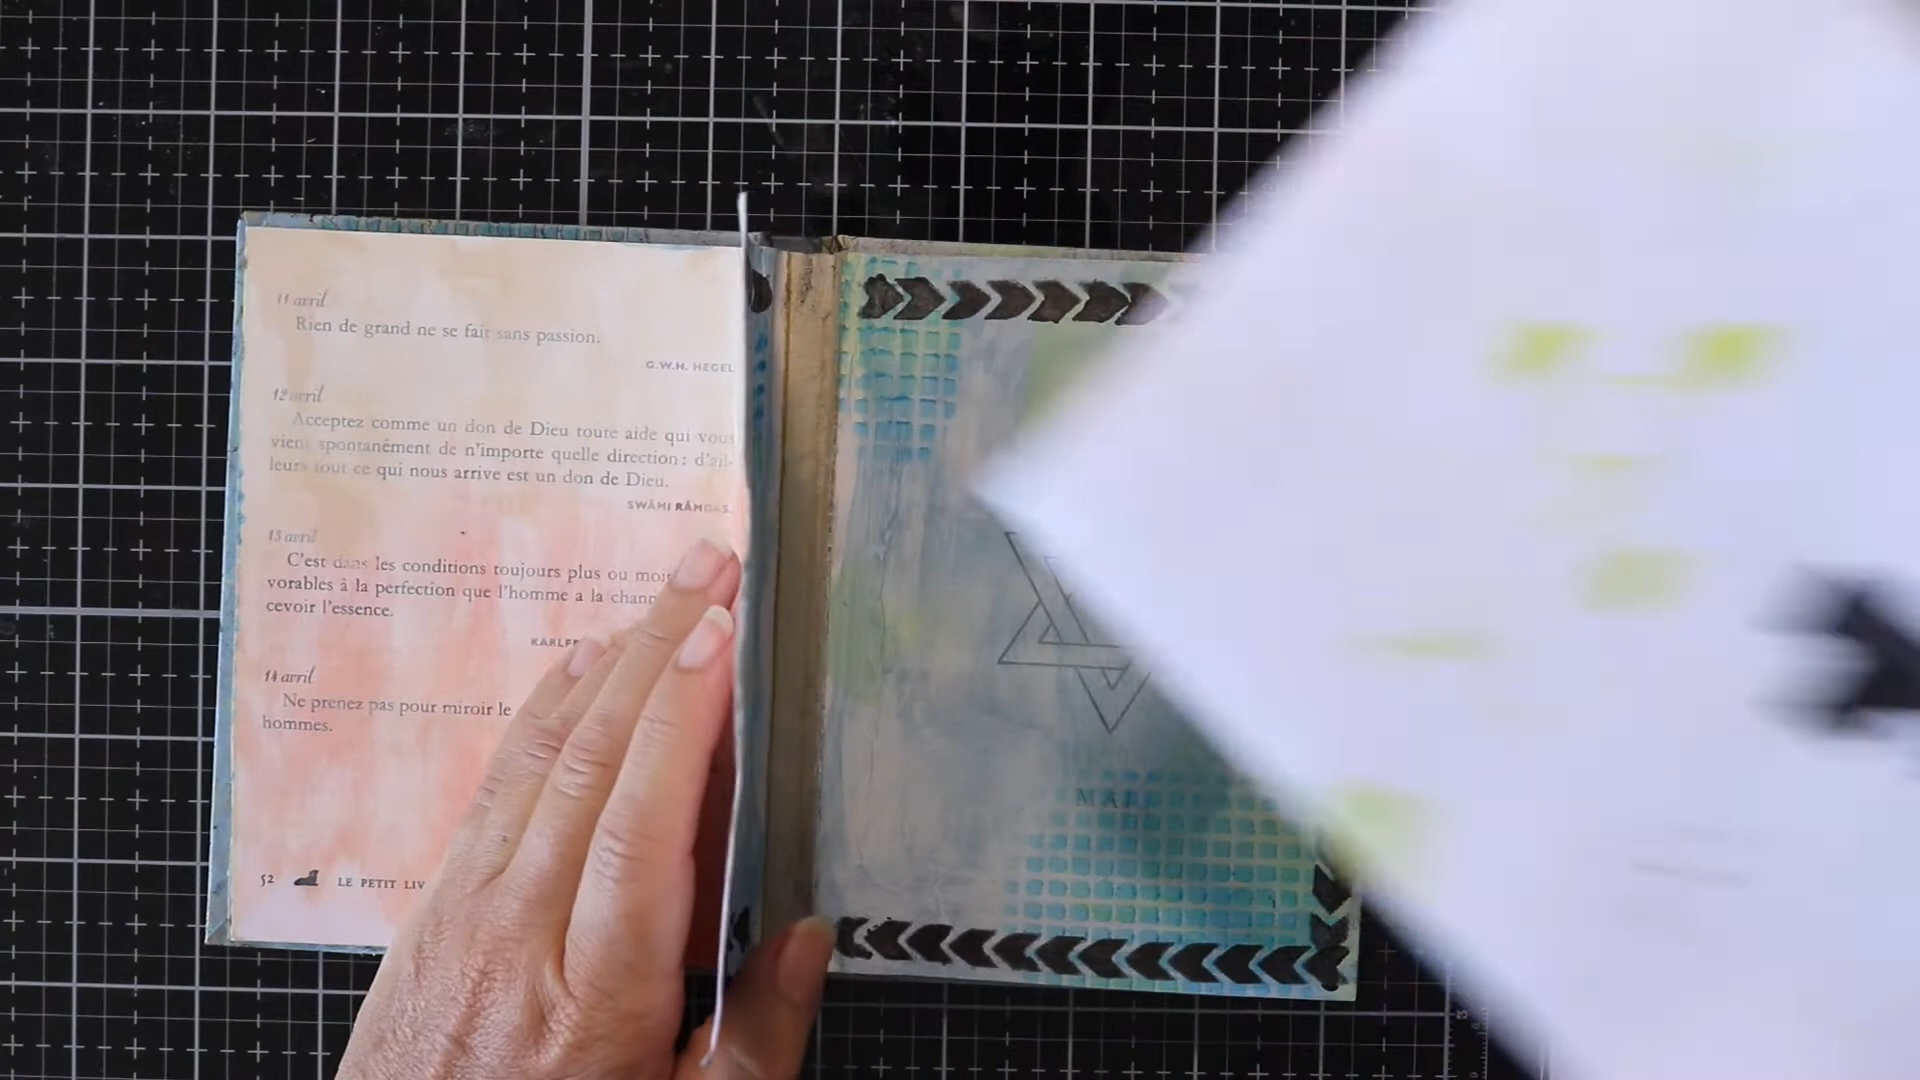 11 avril
Rien de grand ne se fait sans passion.
G.W.H. HEGEL
12 avril
Acceptez comme un don de Dieu toute aide qui vous
vient spontanément de n'importe quelle direction : d'ail-
leurs tout ce qui nous arrive est un don de Dieu.
SWÂMI RÂMDAS
13 avril
C'est dans les conditions toujours plus ou moi
vorables à la perfection que l'homme a la chan
cevoir l'essence.
KARLF
14 avril
Ne prenez pas pour miroir le
hommes.
52 LE PETIT LIV
MAI